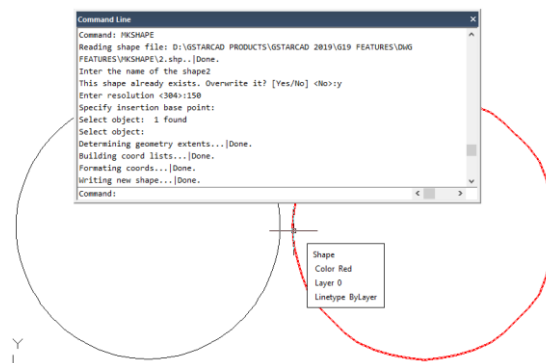 Command Line
Command: MKSHAPE
Reading shape file: D:\GSTARCAD PRODUCTS\GSTARCAD 2019\G19 FEATURES\DWG
FEATURES\MKSHAPE\2.shp..|Done.
Inter the name of the shape2
This shape already exists. Overwrite it? [Yes/No] <No>:y
Enter resolution <304>:150
Specify insertion base point:
Select object:  1 found
Select object:
Determining geometry extents...|Done.
Building coord lists...|Done.
Formating coords...|Done.
Writing new shape...|Done.
Command:
Shape
Color Red
Layer 0
Linetype ByLayer
Y